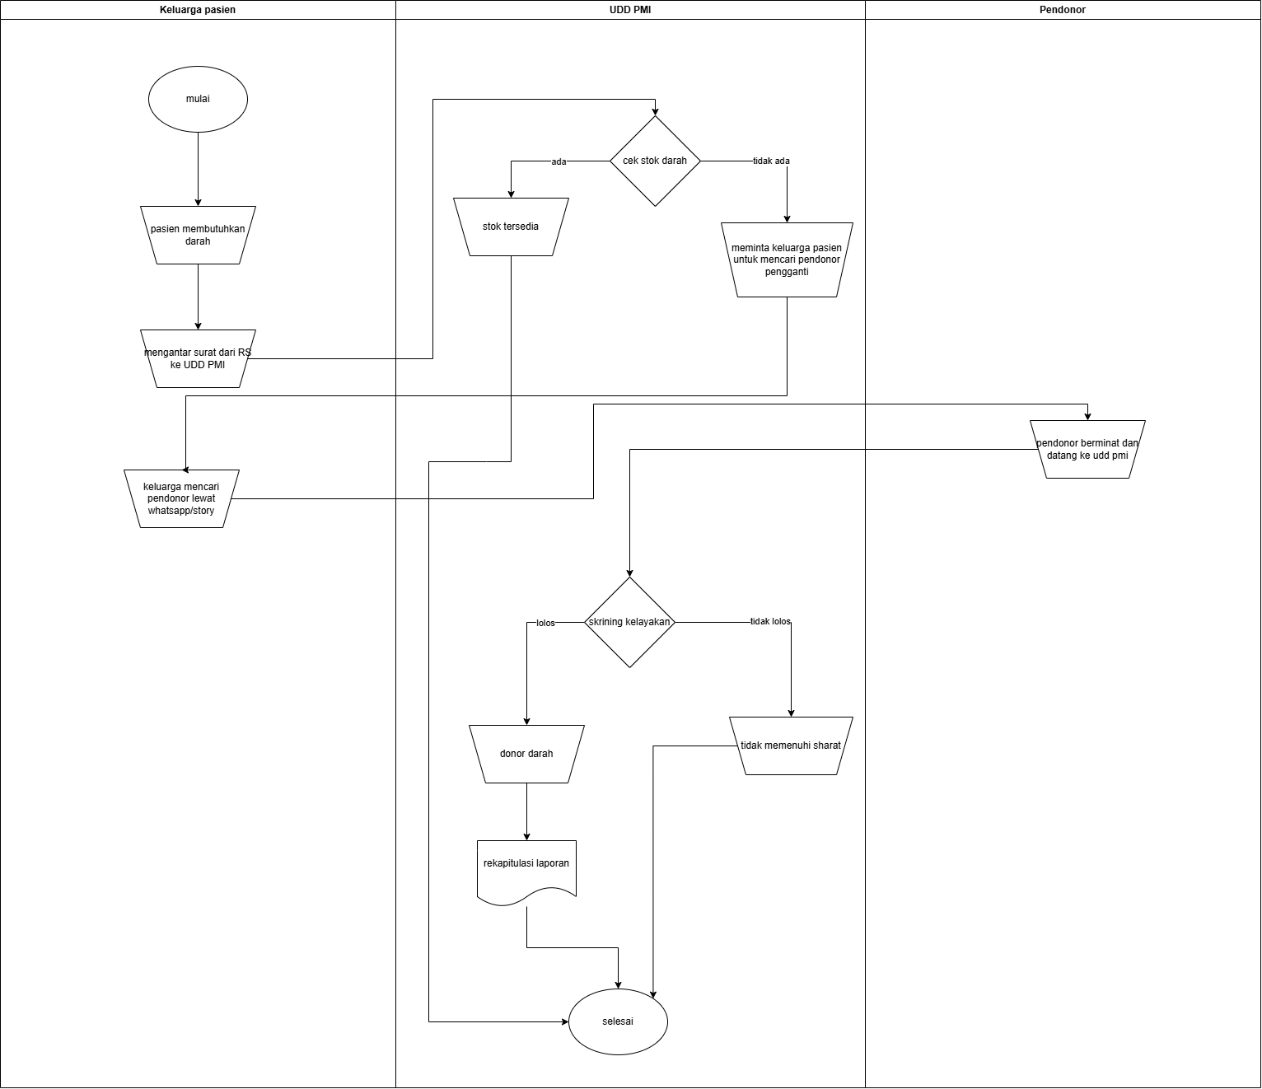 Keluarga pasien
UDD PMI
Pendonor
mulai
cek stok darah
ada
tidak ada
pasien membutuhkan
darah
stok tersedia
meminta keluarga pasien
untuk mencari pendonor
pengganti
mengantar surat dari RS
ke UDD PMI
pendonor berminat dan
datang ke udd pmi
keluarga mencari
pendonor lewat
whatsapp/story
skrining kelayakan
lolos
tidak lolos
donor darah
tidak memenuhi sharat
rekapitulasi laporan
selesai